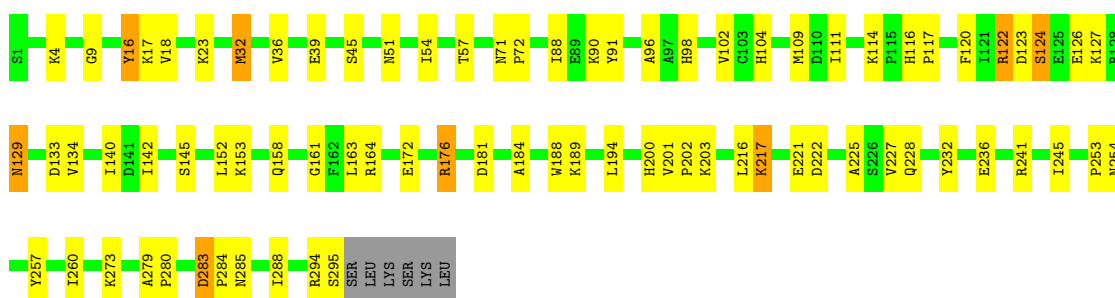 S1 K4 G9 Y16 K17 V18 K23 M32 V36 E39 S45 N51 I54 T57 N71 P72 I88 E89 K90 Y91 A96 A97 H98 V102 C103 H104 M109 D110 I111 K114 P115 H116 P117 F120 I121 R122 D123 S124 E125 E126 K127 R128
N129 D133 V134 I140 D141 I142 S145 L152 K153 Q158 G161 F162 L163 R164 E172 R176 D181 A184 W188 K189 L194 H200 V201 P202 K203 L216 K217 E221 D222 A225 S226 V227 Q228 Y232 E236 R241 I245 P253 N254
Y257 I260 K273 A279 P280 D283 P284 N285 I288 R294 S295 SER LEU LYS SER LYS LEU